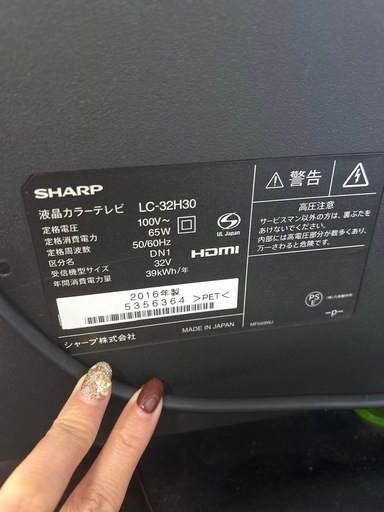 SHARP
液晶カラーテレビ LC-32H30
定格電圧 100V～
定格消費電力 65W
定格周波数 50/60Hz
区分名 DN1
受信機型サイズ 32V
年間消費電力量 39kWh/年
UL Japan
HDMI
2016年製
5356364 >PET<
シャープ株式会社
MADE IN JAPAN
警告
高圧注意
サービスマン以外の方は、裏ぶたを
あけないでください。
内部には高電圧部分が数多く、
万一さわると危険です。
PS
E
-P-